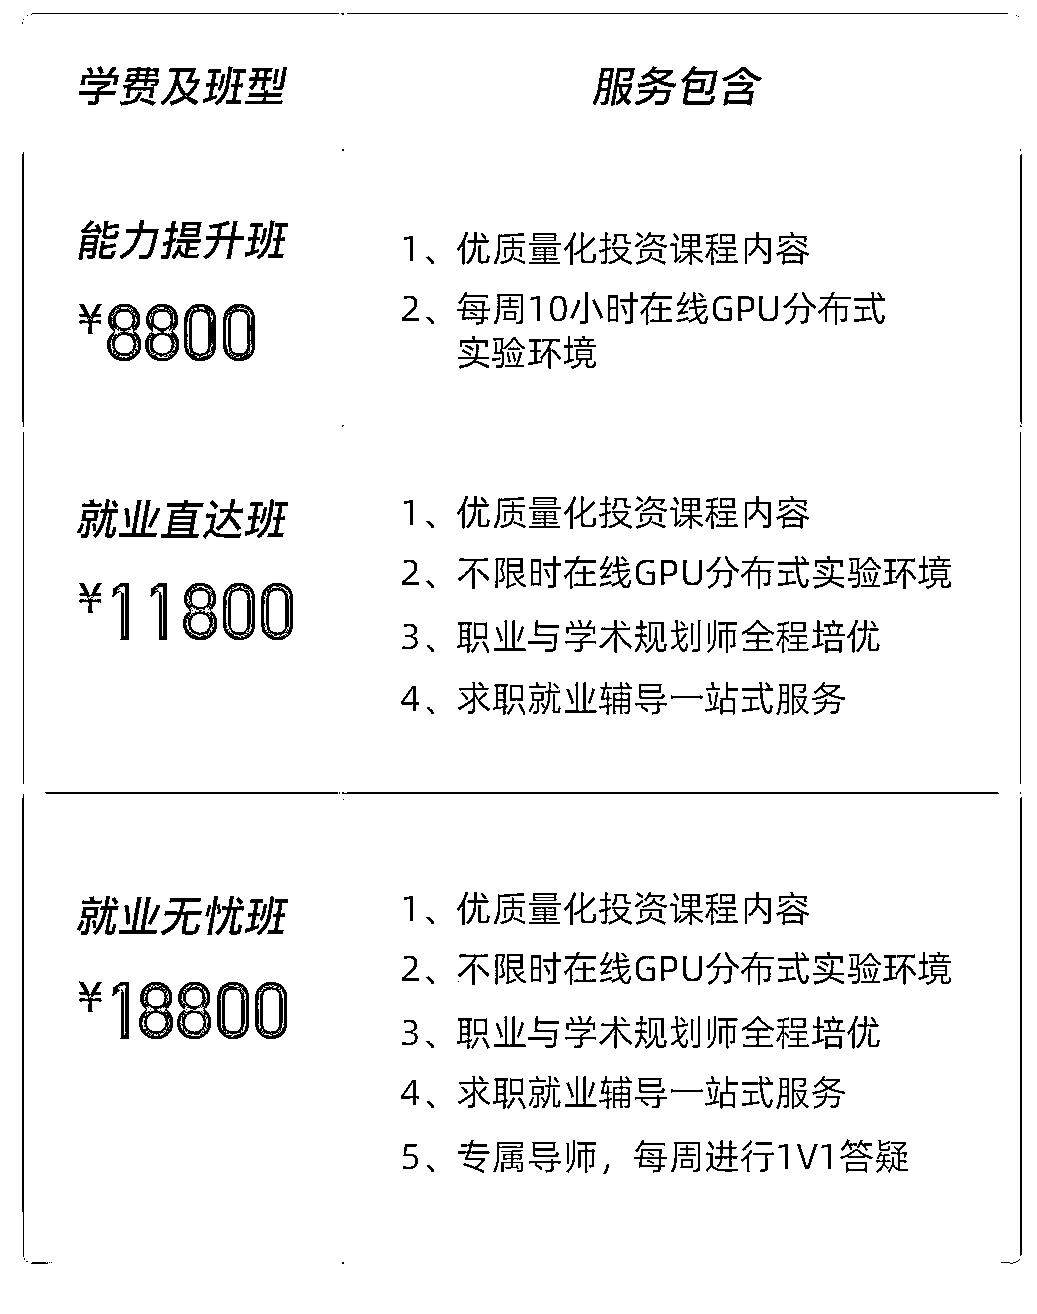 学费及班型
服务包含
能力提升班
¥8800
1、优质量化投资课程内容
2、每周10小时在线GPU分布式
实验环境
就业直达班
¥11800
1、优质量化投资课程内容
2、不限时在线GPU分布式实验环境
3、职业与学术规划师全程培优
4、求职就业辅导一站式服务
就业无忧班
¥18800
1、优质量化投资课程内容
2、不限时在线GPU分布式实验环境
3、职业与学术规划师全程培优
4、求职就业辅导一站式服务
5、专属导师，每周进行1V1答疑